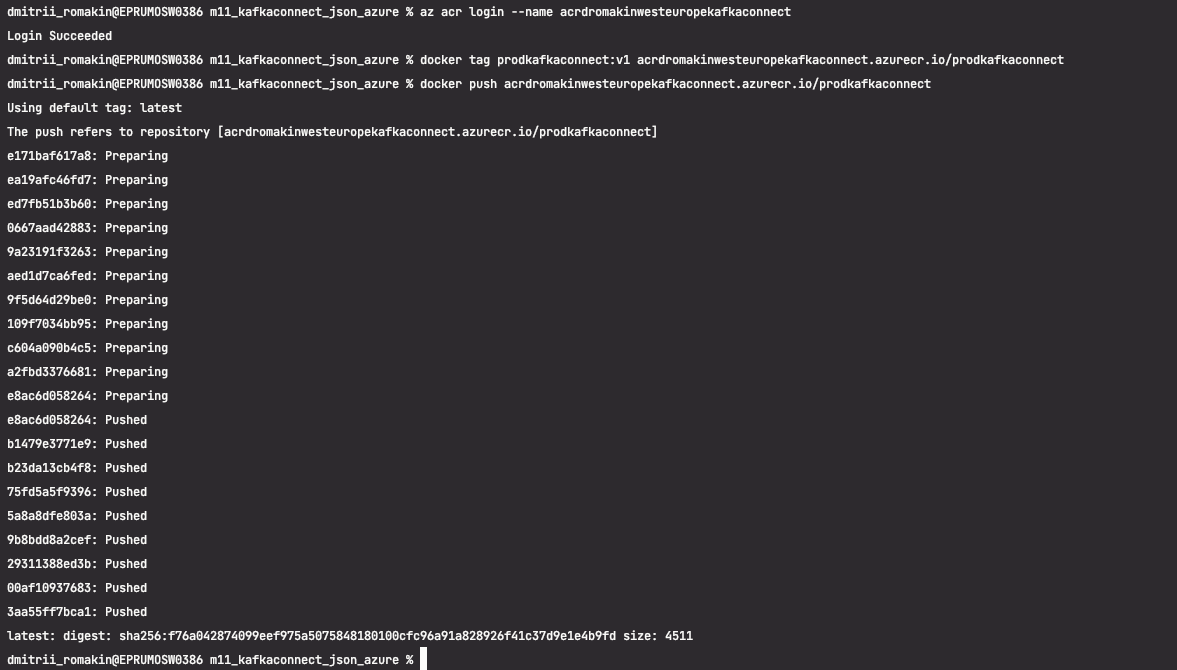 dmitrii_romakin@EPRUMOSW0386 m11_kafkaconnect_json_azure % az acr login --name acrdromakinwesteuropekafkaconnect
Login Succeeded
dmitrii_romakin@EPRUMOSW0386 m11_kafkaconnect_json_azure % docker tag prodkafkaconnect:v1 acrdromakinwesteuropekafkaconnect.azurecr.io/prodkafkaconnect
dmitrii_romakin@EPRUMOSW0386 m11_kafkaconnect_json_azure % docker push acrdromakinwesteuropekafkaconnect.azurecr.io/prodkafkaconnect
Using default tag: latest
The push refers to repository [acrdromakinwesteuropekafkaconnect.azurecr.io/prodkafkaconnect]
e171baf617a8: Preparing
ea19afc46fd7: Preparing
ed7fb51b3b60: Preparing
0667aad42883: Preparing
9a23191f3263: Preparing
aed1d7ca6fed: Preparing
9f5d64d29be0: Preparing
109f7034bb95: Preparing
c604a090b4c5: Preparing
a2fbd3376681: Preparing
e8ac6d058264: Preparing
e8ac6d058264: Pushed
b1479e3771e9: Pushed
b23da13cb4f8: Pushed
75fd5a5f9396: Pushed
5a8a8dfe803a: Pushed
9b8bdd8a2cef: Pushed
29311388ed3b: Pushed
00af10937683: Pushed
3aa55ff7bca1: Pushed
latest: digest: sha256:f76a042874099eef975a5075848180100cfc96a91a828926f41c37d9e1e4b9fd size: 4511
dmitrii_romakin@EPRUMOSW0386 m11_kafkaconnect_json_azure %